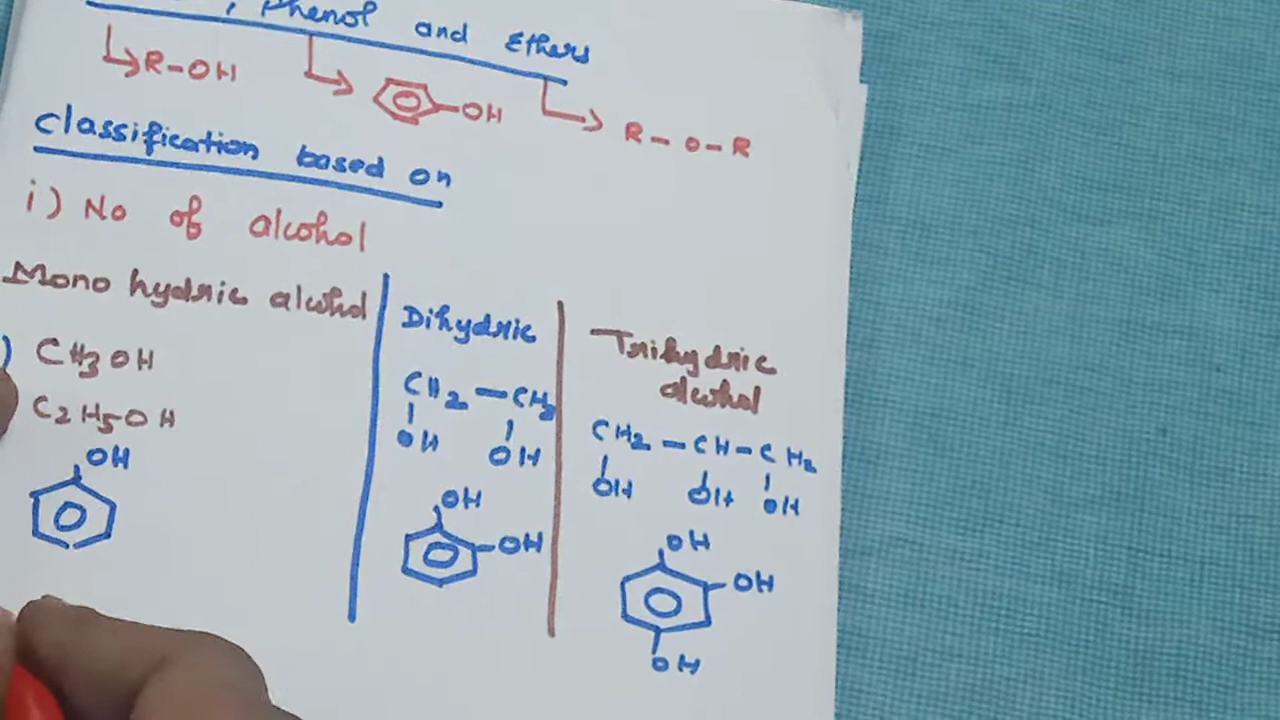 , Phenol and Ethers
R-OH
OH
R - O - R
Classification based on
i) No of alcohol
Mono hydric alcohol
) CH3OH
C2H5OH
OH
Dihydric
CH2 - CH2
OH OH
OH
OH
Trihydric
alcohol
CH2 - CH - CH2
OH OH OH
OH
OH
OH